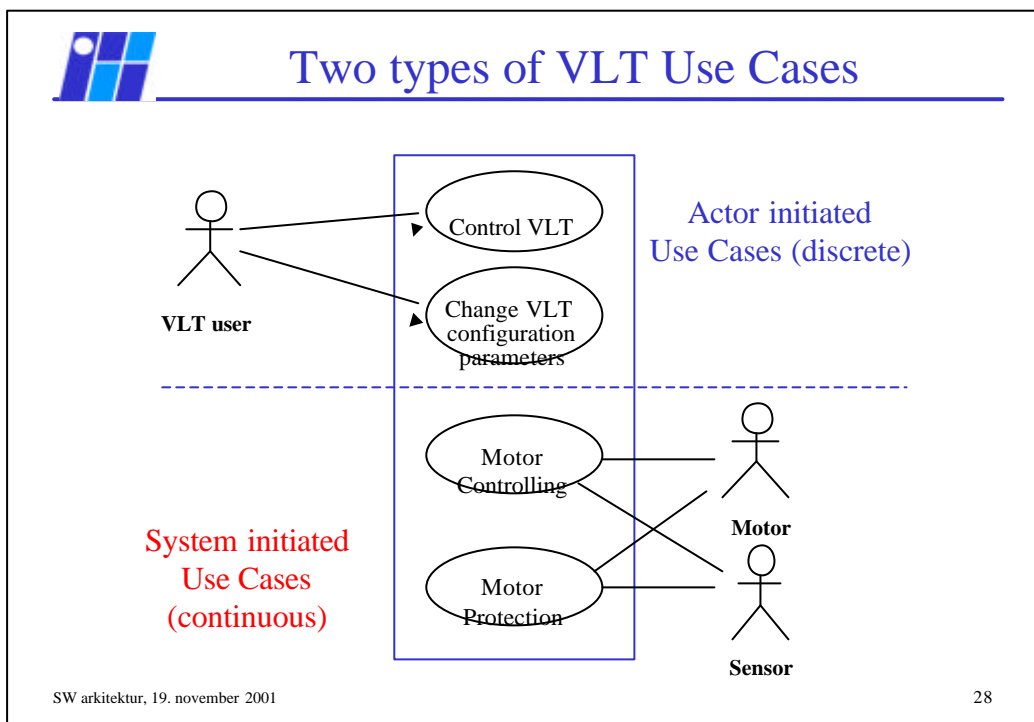 Two types of VLT Use Cases
Control VLT
Actor initiated
Use Cases (discrete)
VLT user
Change VLT
configuration
parameters
Motor
Controlling
Motor
System initiated
Use Cases
(continuous)
Motor
Protection
Sensor
SW arkitektur, 19. november 2001
28